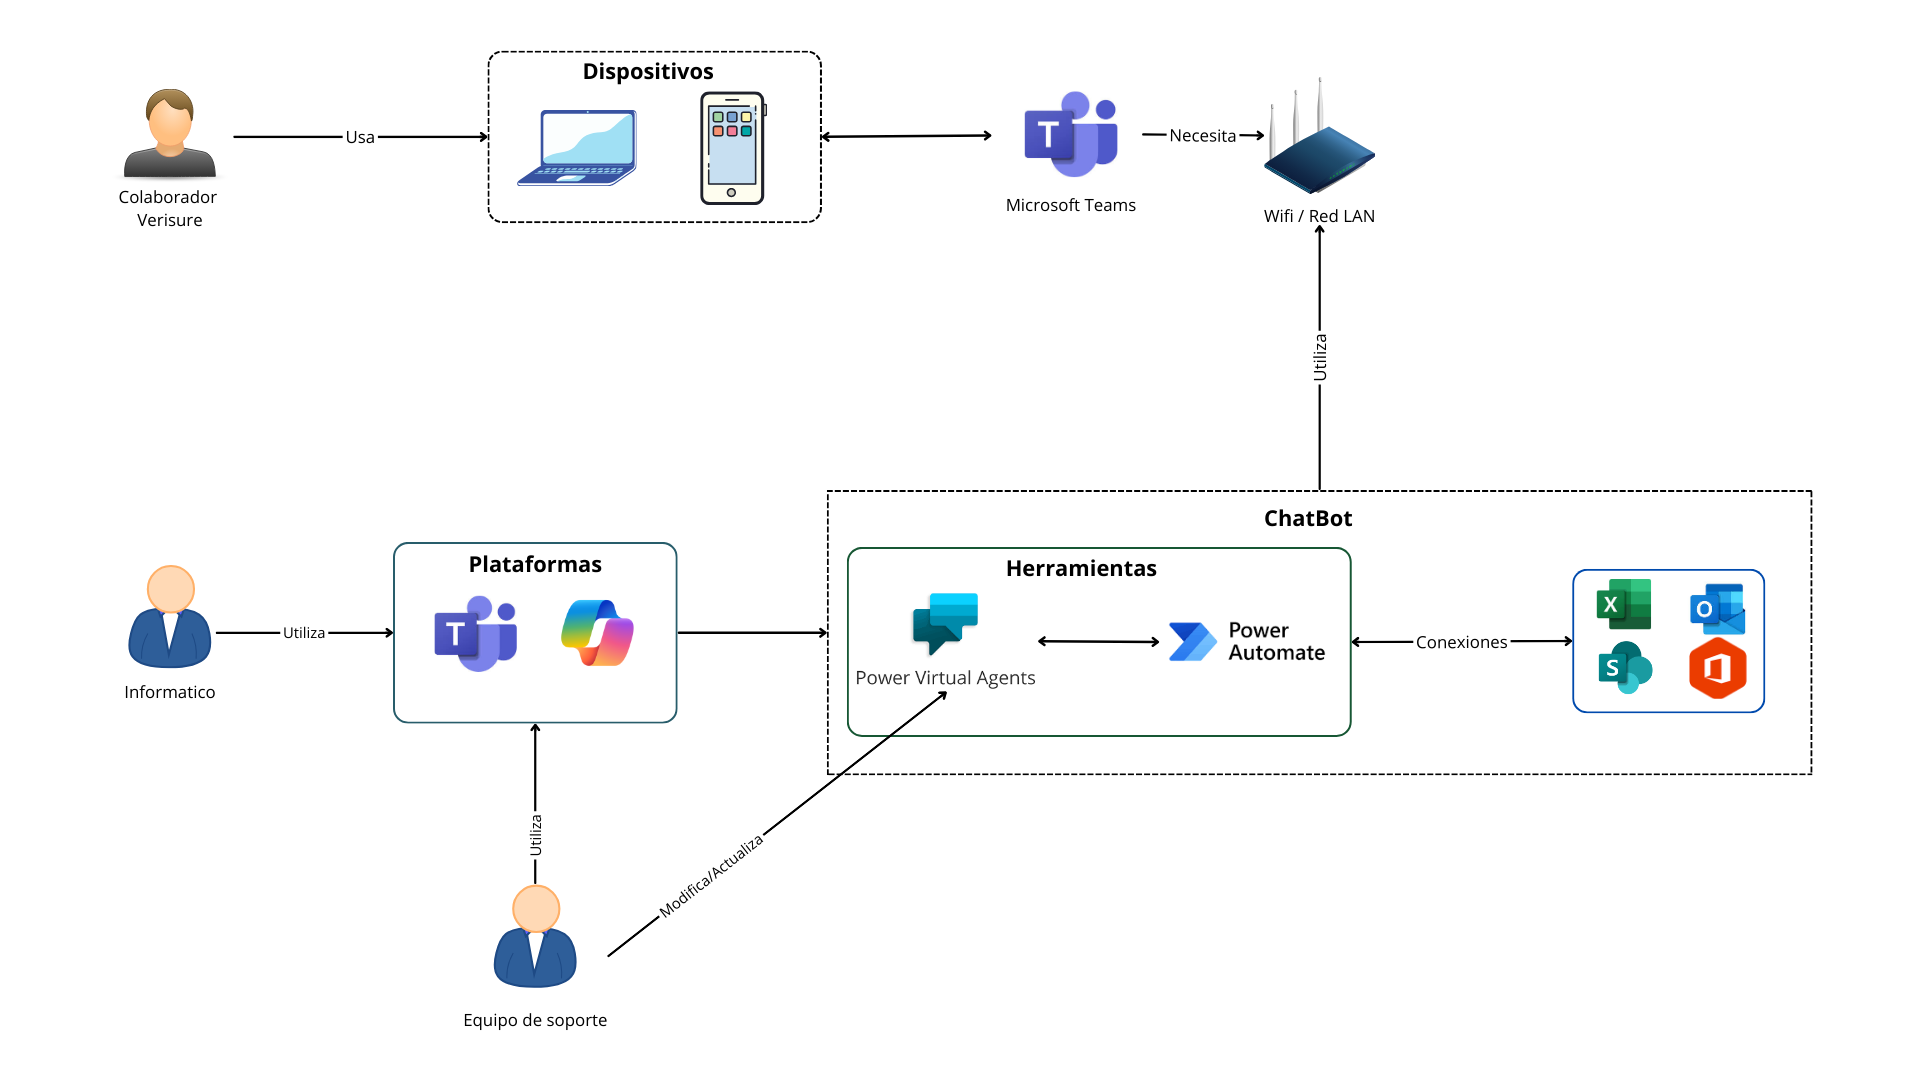 Dispositivos
Usa
T
Necesita
Colaborador
Verisure
Microsoft Teams
Wifi / Red LAN
Utiliza
ChatBot
Plataformas
Herramientas
Utiliza
T
Power
Automate
Conexiones
X
O
S
Power Virtual Agents
Informatico
Utiliza
Modifica/Actualiza
Equipo de soporte